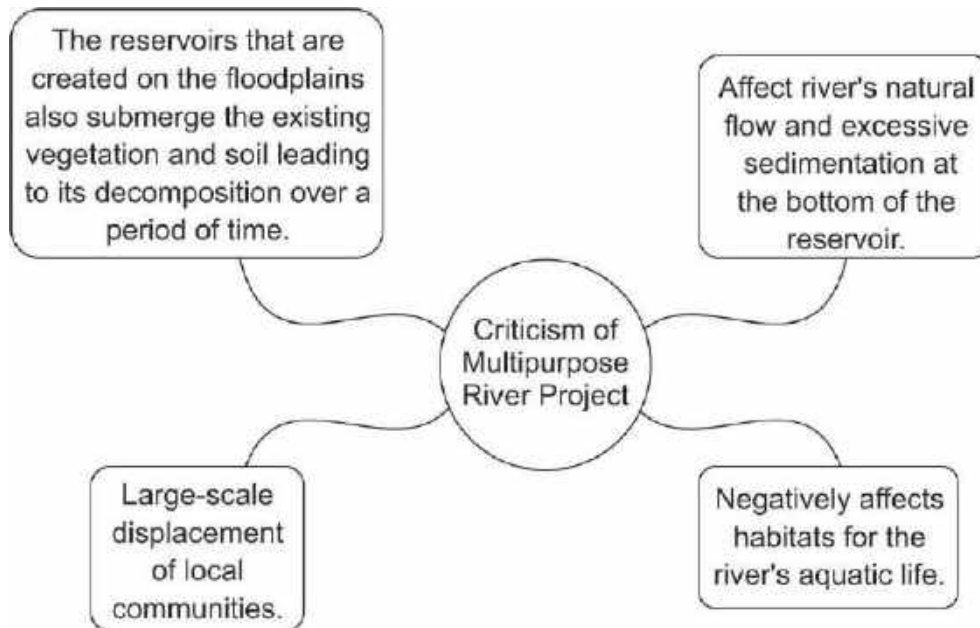 The reservoirs that are
created on the floodplains
also submerge the existing
vegetation and soil leading
to its decomposition over a
period of time.
Affect river's natural
flow and excessive
sedimentation at
the bottom of the
reservoir.
Criticism of
Multipurpose
River Project
Large-scale
displacement
of local
communities.
Negatively affects
habitats for the
river's aquatic life.